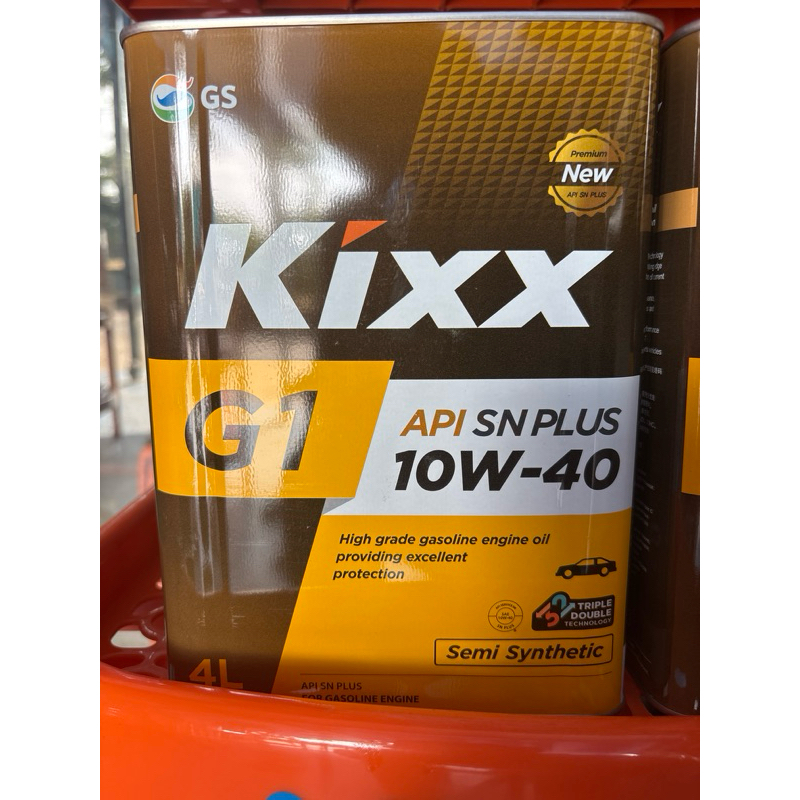 GS
Premium
New
API SN PLUS
Kixx
G1
API SN PLUS
10W-40
High grade gasoline engine oil
providing excellent
protection
TRIPLE
DOUBLE
TECHNOLOGY
Semi Synthetic
4L
API SN PLUS
FOR GASOLINE ENGINE